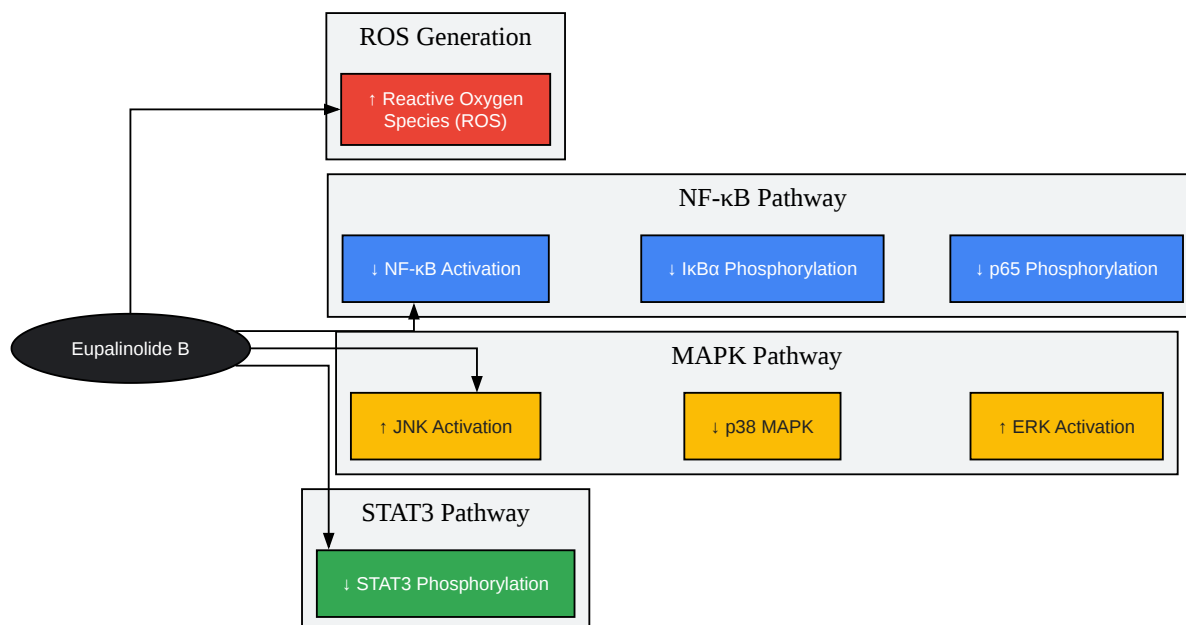 ROS Generation
↑ Reactive Oxygen
Species (ROS)
NF-κB Pathway
↓ NF-κB Activation
↓ IκBα Phosphorylation
↓ p65 Phosphorylation
Eupalinolide B
MAPK Pathway
↑ JNK Activation
↓ p38 MAPK
↑ ERK Activation
STAT3 Pathway
↓ STAT3 Phosphorylation